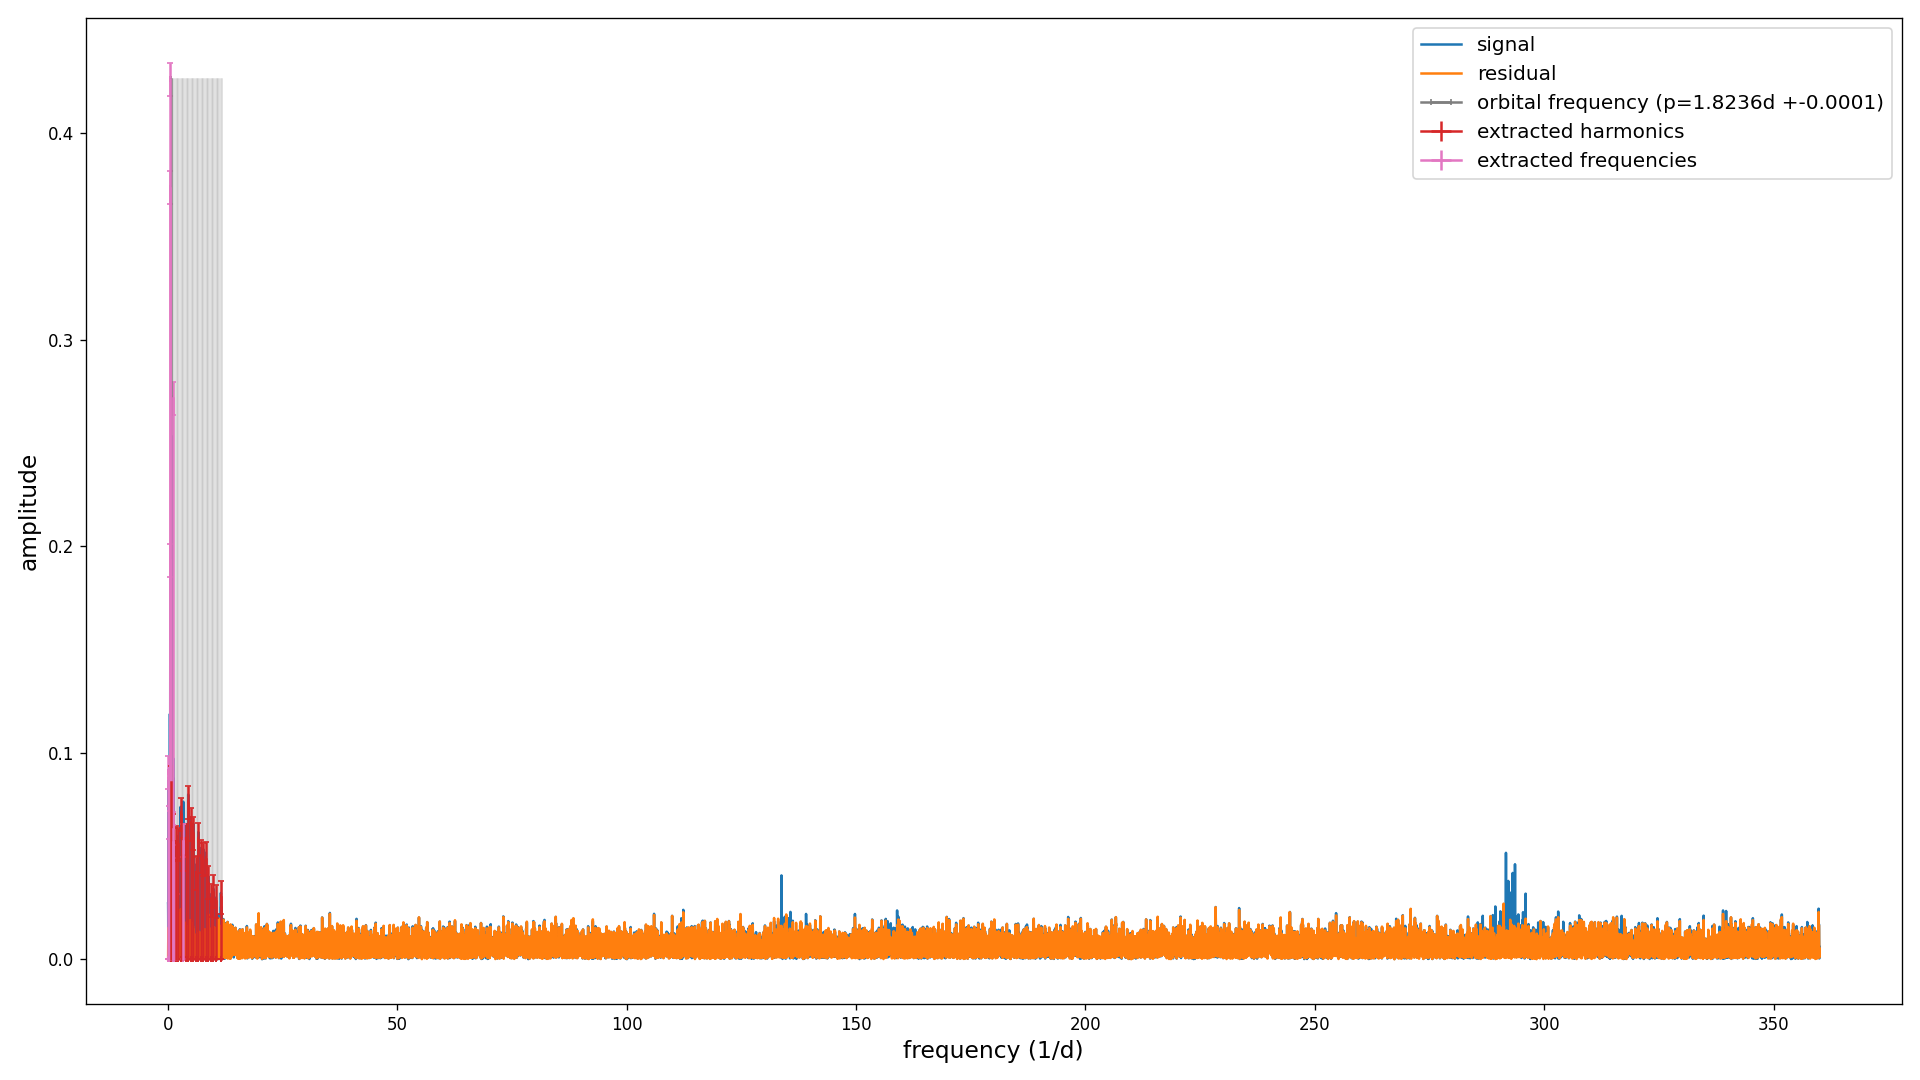 signal
residual
orbital frequency (p=1.8236d +-0.0001)
extracted harmonics
extracted frequencies
amplitude
0.4
0.3
0.2
0.1
0.0
0 50 100 150 200 250 300 350
frequency (1/d)